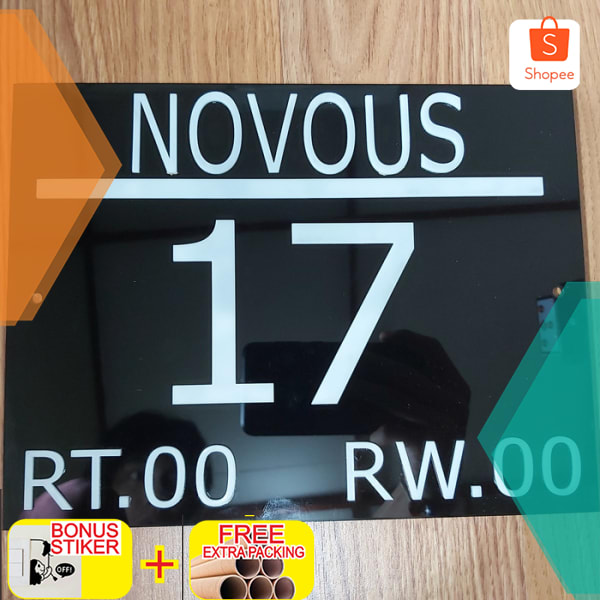 Shopee
NOVOUS
17
RT.00 RW.00
BONUS
STIKER
OFF!
+
FREE
EXTRA PACKING